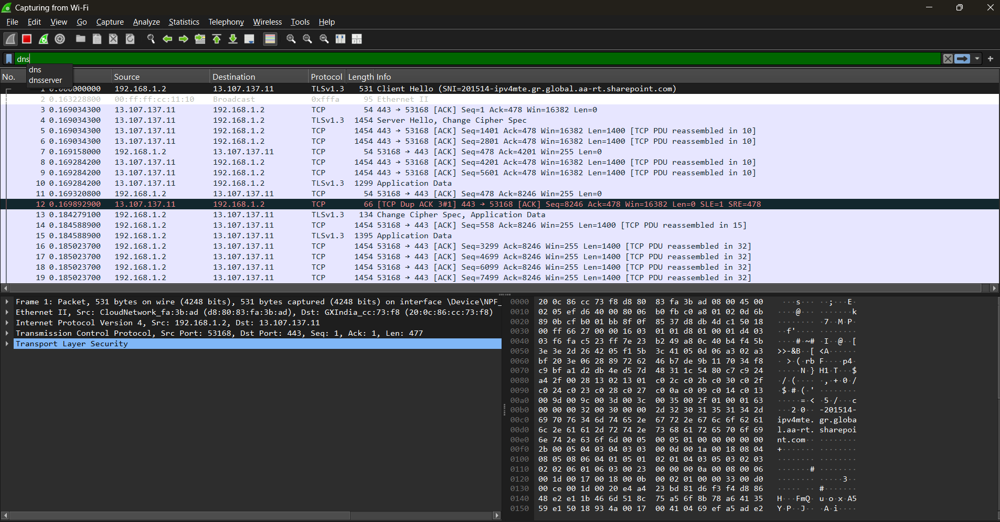 Capturing from Wi-Fi
File Edit View Go Capture Analyze Statistics Telephony Wireless Tools Help
dns
dns
dnsserver
No. Source Destination Protocol Length Info
1 0.000000000 192.168.1.2 13.107.137.11 TLSv1.3 531 Client Hello (SNI=201514-ipv4mte.gr.global.aa-rt.sharepoint.com)
2 0.163228800 00:ff:ff:cc:11:10 Broadcast 0xfffa 95 Ethernet II
3 0.169034300 13.107.137.11 192.168.1.2 TCP 54 443 → 53168 [ACK] Seq=1 Ack=478 Win=16382 Len=0
4 0.169034300 13.107.137.11 192.168.1.2 TLSv1.3 1454 Server Hello, Change Cipher Spec
5 0.169034300 13.107.137.11 192.168.1.2 TCP 1454 443 → 53168 [ACK] Seq=1401 Ack=478 Win=16382 Len=1400 [TCP PDU reassembled in 10]
6 0.169034300 13.107.137.11 192.168.1.2 TCP 1454 443 → 53168 [ACK] Seq=2801 Ack=478 Win=16382 Len=1400 [TCP PDU reassembled in 10]
7 0.169158000 192.168.1.2 13.107.137.11 TCP 54 53168 → 443 [ACK] Seq=478 Ack=4201 Win=255 Len=0
8 0.169284200 13.107.137.11 192.168.1.2 TCP 1454 443 → 53168 [ACK] Seq=4201 Ack=478 Win=16382 Len=1400 [TCP PDU reassembled in 10]
9 0.169284200 13.107.137.11 192.168.1.2 TCP 1454 443 → 53168 [ACK] Seq=5601 Ack=478 Win=16382 Len=1400 [TCP PDU reassembled in 10]
10 0.169284200 13.107.137.11 192.168.1.2 TLSv1.3 1299 Application Data
11 0.169320800 192.168.1.2 13.107.137.11 TCP 54 53168 → 443 [ACK] Seq=478 Ack=8246 Win=255 Len=0
12 0.169892900 13.107.137.11 192.168.1.2 TCP 66 [TCP Dup ACK 3#1] 443 → 53168 [ACK] Seq=8246 Ack=478 Win=16382 Len=0 SLE=1 SRE=478
13 0.184279100 192.168.1.2 13.107.137.11 TLSv1.3 134 Change Cipher Spec, Application Data
14 0.184588900 192.168.1.2 13.107.137.11 TCP 1454 53168 → 443 [ACK] Seq=558 Ack=8246 Win=255 Len=1400 [TCP PDU reassembled in 15]
15 0.184588900 192.168.1.2 13.107.137.11 TLSv1.3 1395 Application Data
16 0.185023700 192.168.1.2 13.107.137.11 TCP 1454 53168 → 443 [ACK] Seq=3299 Ack=8246 Win=255 Len=1400 [TCP PDU reassembled in 32]
17 0.185023700 192.168.1.2 13.107.137.11 TCP 1454 53168 → 443 [ACK] Seq=4699 Ack=8246 Win=255 Len=1400 [TCP PDU reassembled in 32]
18 0.185023700 192.168.1.2 13.107.137.11 TCP 1454 53168 → 443 [ACK] Seq=6099 Ack=8246 Win=255 Len=1400 [TCP PDU reassembled in 32]
19 0.185023700 192.168.1.2 13.107.137.11 TCP 1454 53168 → 443 [ACK] Seq=7499 Ack=8246 Win=255 Len=1400 [TCP PDU reassembled in 32]
Frame 1: Packet, 531 bytes on wire (4248 bits), 531 bytes captured (4248 bits) on interface \Device\NPF_
Ethernet II, Src: CloudNetwork_fa:3b:ad (d8:80:83:fa:3b:ad), Dst: GXIndia_cc:73:f8 (20:0c:86:cc:73:f8)
Internet Protocol Version 4, Src: 192.168.1.2, Dst: 13.107.137.11
Transmission Control Protocol, Src Port: 53168, Dst Port: 443, Seq: 1, Ack: 1, Len: 477
Transport Layer Security
0000 20 0c 86 cc 73 f8 d8 80 83 fa 3b ad 08 00 45 00 ····s··· ··;···E·
0010 02 05 ef d6 40 00 80 06 b0 fb c0 a8 01 02 0d 6b ····@··· ·······k
0020 89 0b cf b0 01 bb 8f 0f 85 37 d8 db 4d c1 50 18 ········ ·7··M·P·
0030 00 ff 66 27 00 00 16 03 01 01 d8 01 00 01 d4 03 ··f'···· ········
0040 03 f6 fa c5 23 ff 7e 23 b2 49 a8 0c 40 b4 f4 5b ····#·~# ·I··@··[
0050 3e 3e 2d 26 42 05 f1 5b 3c 41 05 0d 06 a3 02 a3 >>-&B··[ <A······
0060 bf 20 3e 06 28 89 72 62 46 b7 de 9b 11 70 34 f8 · >·(·rb F····p4·
0070 c9 bf a1 d2 db 4e d5 7d 48 31 1c 54 80 c7 c9 24 ·····N·} H1·T···$
0080 a4 2f 00 28 13 02 13 01 c0 2c c0 2b c0 30 c0 2f ·/·(···· ·,·+·0·/
0090 c0 24 c0 23 c0 28 c0 27 c0 0a c0 09 c0 14 c0 13 ·$·#·(·' ········
00a0 00 9d 00 9c 00 3d 00 3c 00 35 00 2f 01 00 01 63 ·····=·< ·5·/···c
00b0 00 00 00 32 00 30 00 00 2d 32 30 31 35 31 34 2d ···2·0·· -201514-
00c0 69 70 76 34 6d 74 65 2e 67 72 2e 67 6c 6f 62 61 ipv4mte. gr.globa
00d0 6c 2e 61 61 2d 72 74 2e 73 68 61 72 65 70 6f 69 l.aa-rt. sharepoi
00e0 6e 74 2e 63 6f 6d 00 05 00 05 01 00 00 00 00 00 nt.com·· ········
00f0 2b 00 05 04 03 04 03 03 00 0d 00 1a 00 18 08 04 +······· ········
0100 08 05 08 06 04 01 05 01 02 01 04 03 05 03 02 03 ········ ········
0110 02 02 06 01 06 03 00 23 00 00 00 0a 00 08 00 06 ·······# ········
0120 00 1d 00 17 00 18 00 0b 00 02 01 00 00 33 00 d0 ········ ·····3··
0130 00 ce 00 1d 00 20 e4 a4 23 bd 81 d6 f3 f4 d8 86 ····· ·· #·······
0140 48 e2 e1 1b 46 6d 51 8c 75 a5 6f 8b 78 a6 41 35 H···FmQ· u·o·x·A5
0150 59 e1 50 18 93 4a 00 17 00 41 04 69 ef a5 ad e2 Y·P··J·· ·A·i····